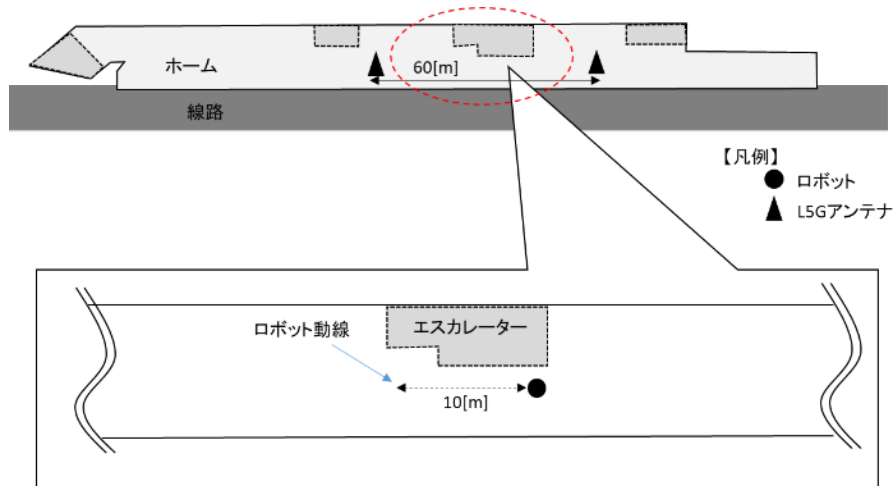 ホーム
60[m]
線路
【凡例】
ロボット
L5Gアンテナ
エスカレーター
ロボット動線
10[m]